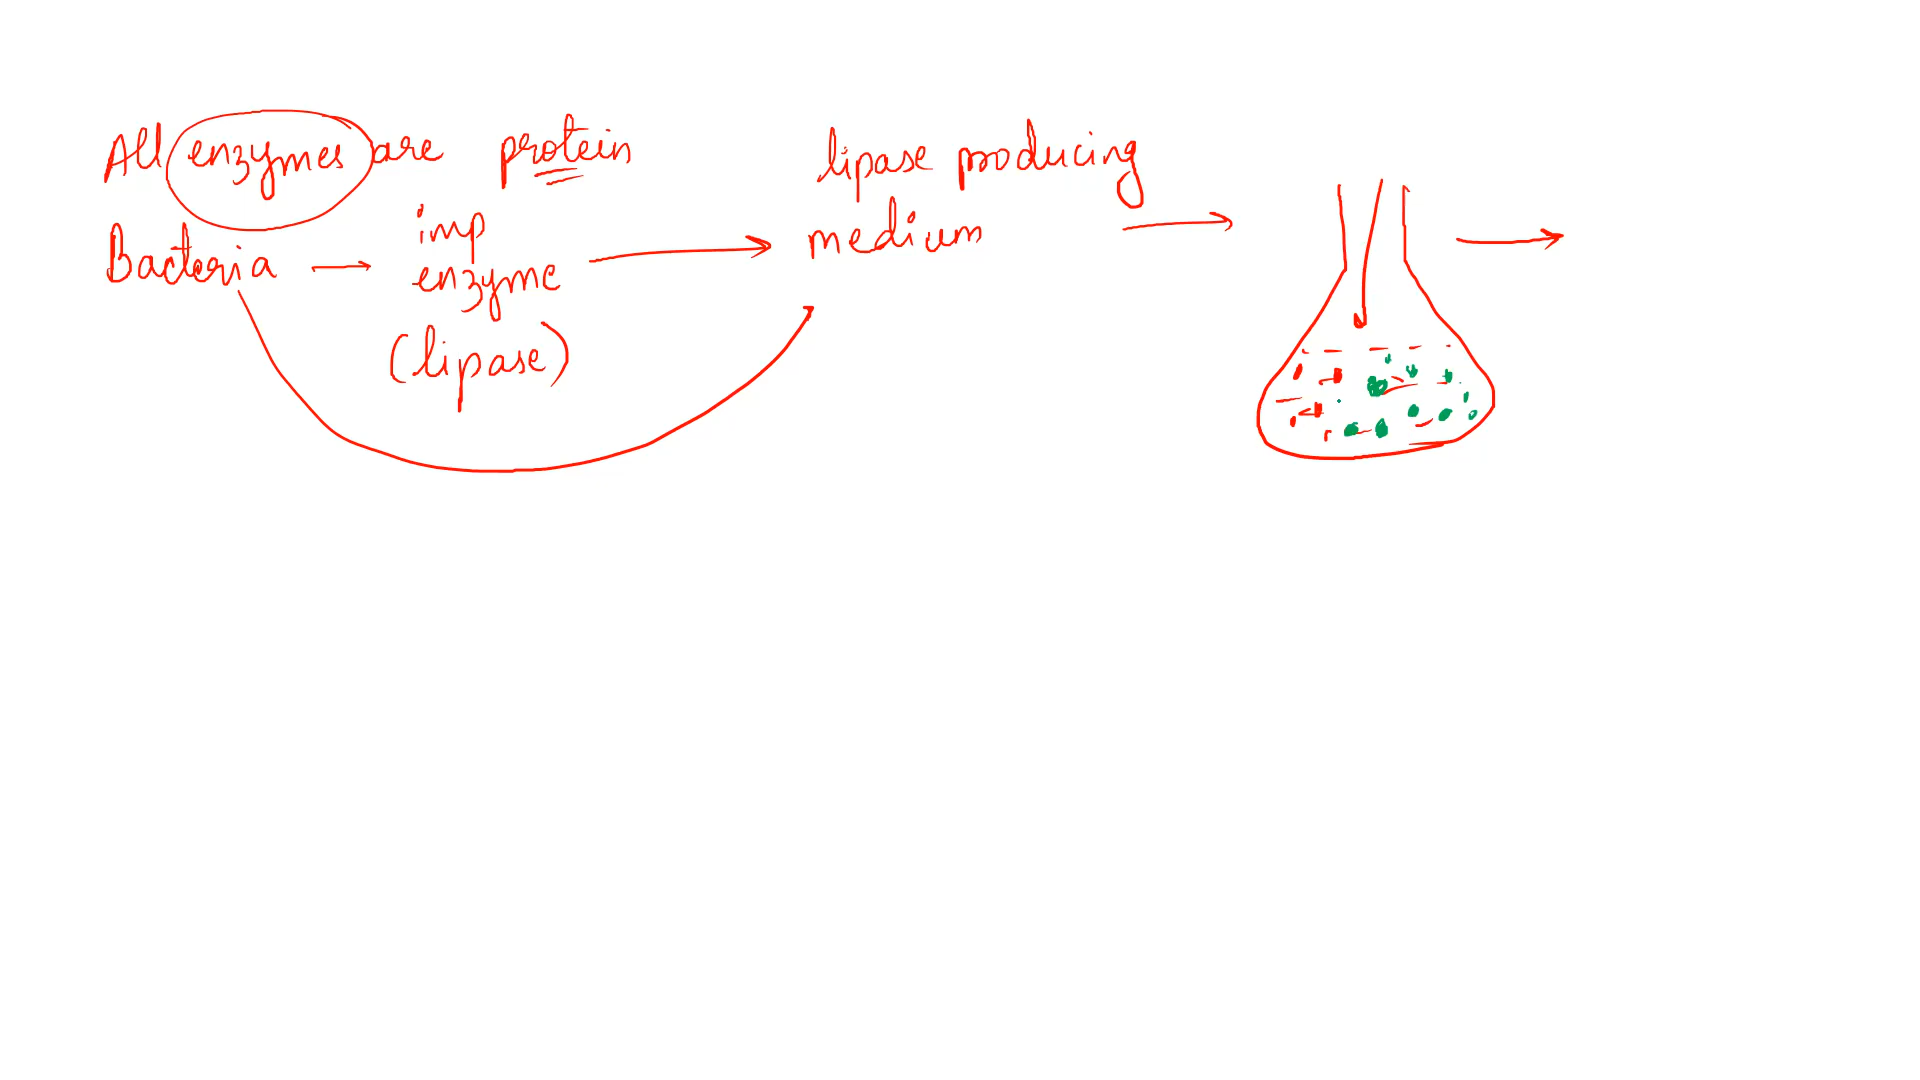 All enzymes are protein
Bacteria → imp
enzyme
(lipase)
lipase producing
medium